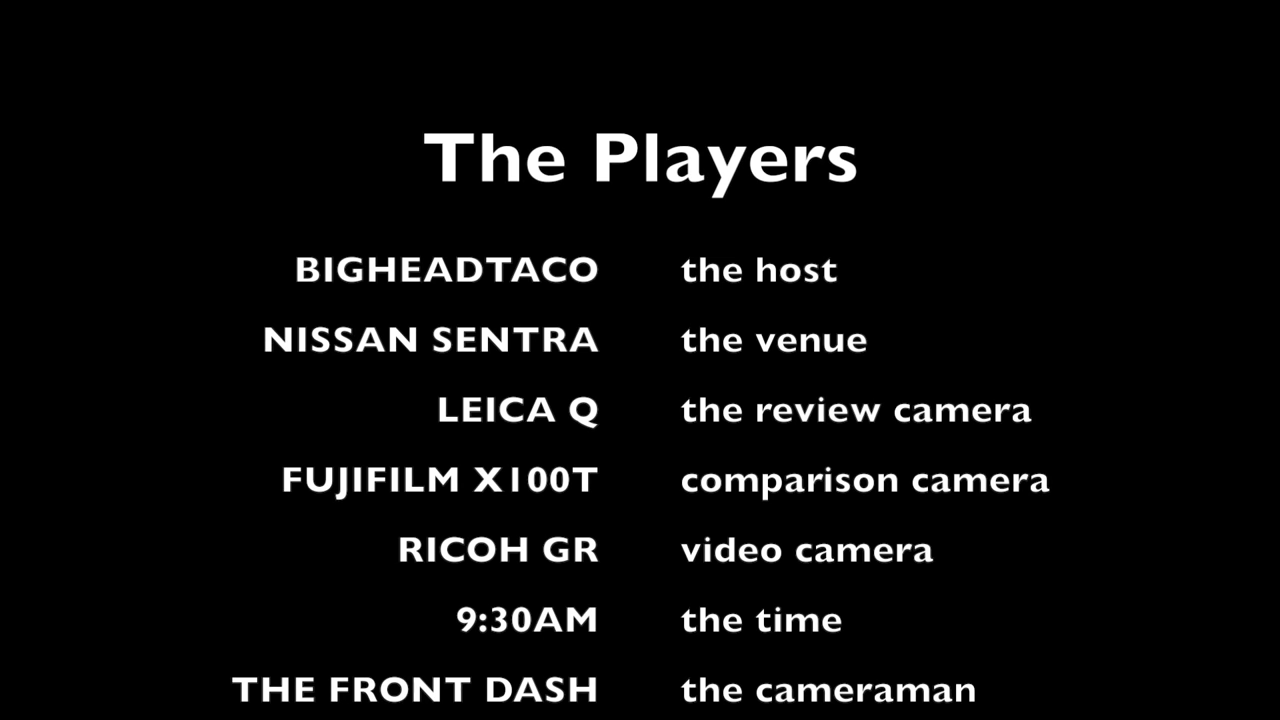 The Players
BIGHEADTACO the host
NISSAN SENTRA the venue
LEICA Q the review camera
FUJIFILM X100T comparison camera
RICOH GR video camera
9:30AM the time
THE FRONT DASH the cameraman